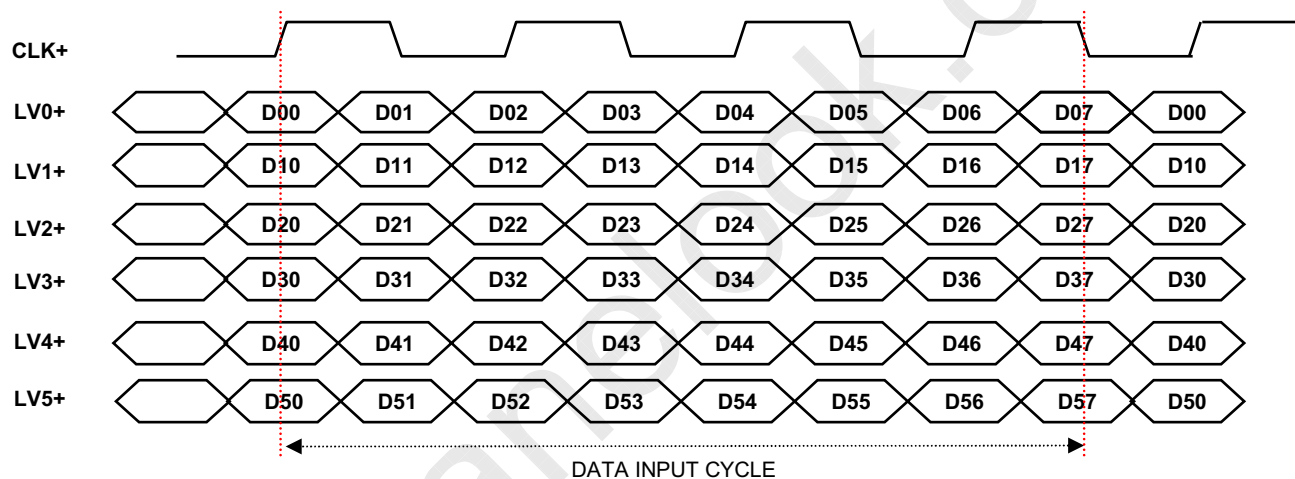 CLK+
LV0+ D00 D01 D02 D03 D04 D05 D06 D07 D00
LV1+ D10 D11 D12 D13 D14 D15 D16 D17 D10
LV2+ D20 D21 D22 D23 D24 D25 D26 D27 D20
LV3+ D30 D31 D32 D33 D34 D35 D36 D37 D30
LV4+ D40 D41 D42 D43 D44 D45 D46 D47 D40
LV5+ D50 D51 D52 D53 D54 D55 D56 D57 D50
DATA INPUT CYCLE